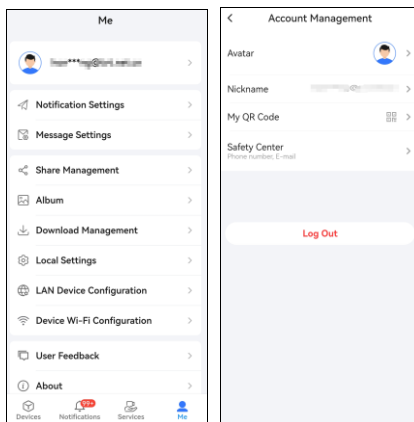 Me
Notification Settings
Message Settings
Share Management
Album
Download Management
Local Settings
LAN Device Configuration
Device Wi-Fi Configuration
User Feedback
About
99+
Devices
Notifications
Services
Me
Account Management
Avatar
Nickname
My QR Code
Safety Center
Phone number, E-mail
Log Out